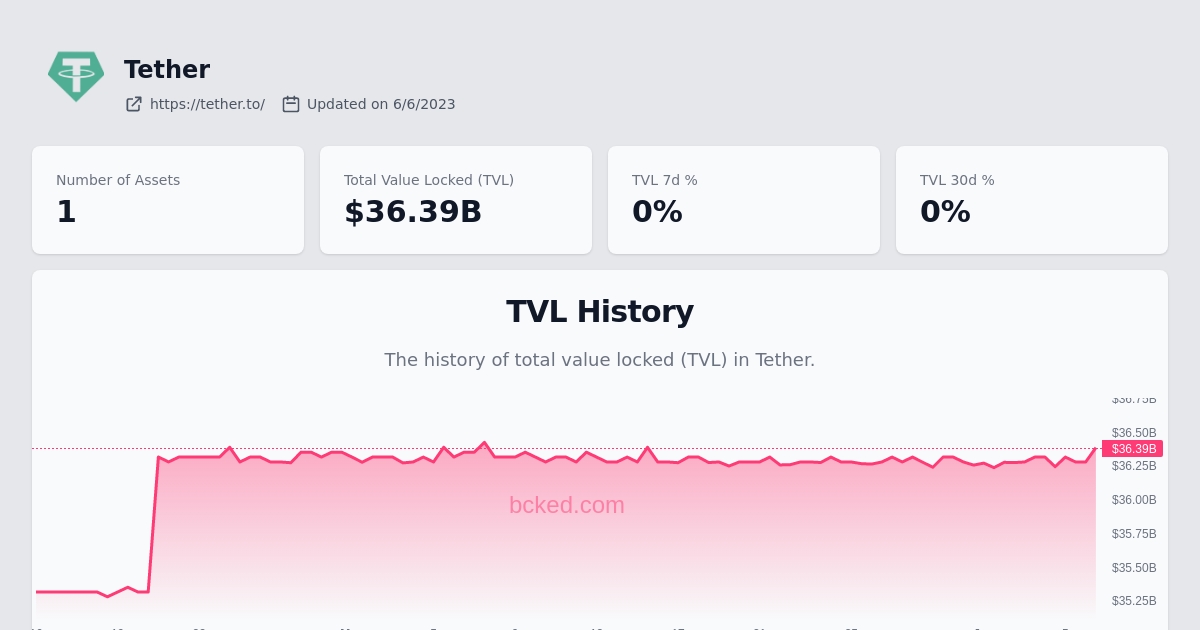 Tether
https://tether.to/ Updated on 6/6/2023
Number of Assets
1
Total Value Locked (TVL)
$36.39B
TVL 7d %
0%
TVL 30d %
0%
TVL History
The history of total value locked (TVL) in Tether.
$36.75B
$36.50B
$36.39B
$36.25B
bcked.com
$36.00B
$35.75B
$35.50B
$35.25B